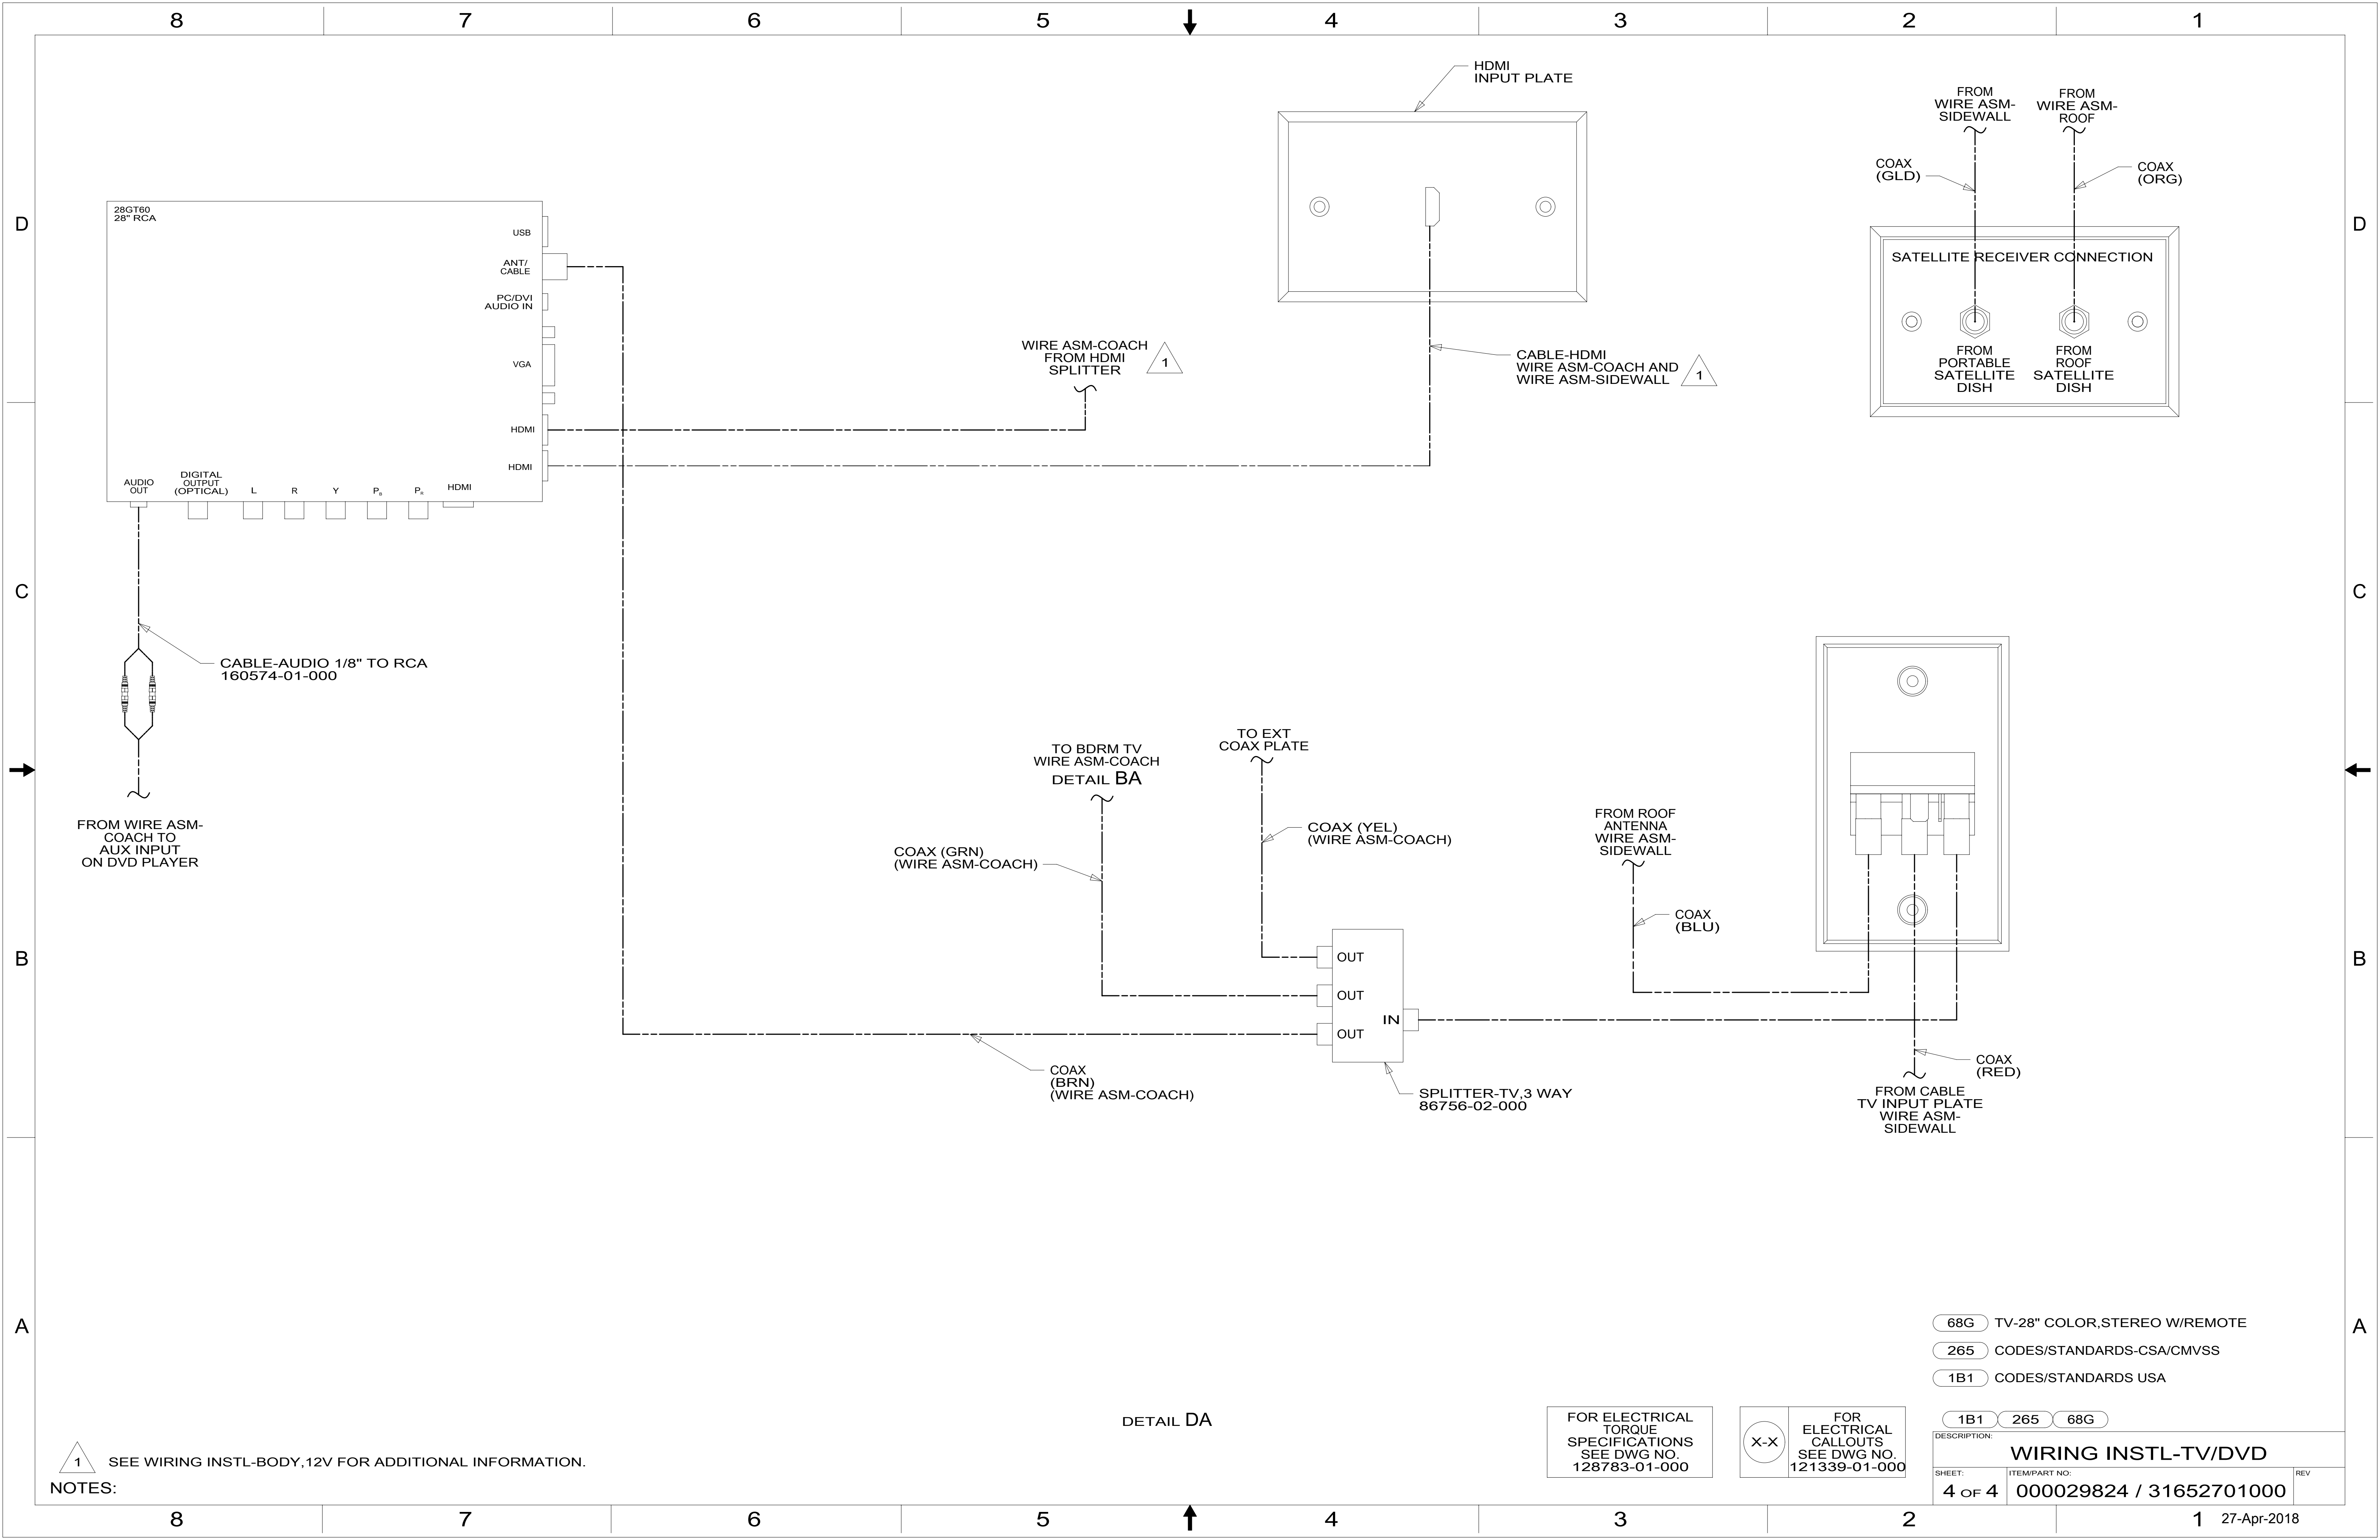 8 7 6 5 4 3 2 1
D
C
B
A
D
C
B
A
28GT60
28" RCA
USB
ANT/
CABLE
PC/DVI
AUDIO IN
VGA
HDMI
HDMI
AUDIO
OUT
DIGITAL
OUTPUT
(OPTICAL)
L
R
Y
PB
PR
HDMI
CABLE-AUDIO 1/8" TO RCA
160574-01-000
FROM WIRE ASM-
COACH TO
AUX INPUT
ON DVD PLAYER
HDMI
INPUT PLATE
WIRE ASM-COACH
FROM HDMI
SPLITTER
1
CABLE-HDMI
WIRE ASM-COACH AND
WIRE ASM-SIDEWALL
1
FROM
WIRE ASM-
SIDEWALL
FROM
WIRE ASM-
ROOF
COAX
(GLD)
COAX
(ORG)
SATELLITE RECEIVER CONNECTION
FROM
PORTABLE
SATELLITE
DISH
FROM
ROOF
SATELLITE
DISH
TO BDRM TV
WIRE ASM-COACH
DETAIL BA
TO EXT
COAX PLATE
COAX (GRN)
(WIRE ASM-COACH)
COAX (YEL)
(WIRE ASM-COACH)
FROM ROOF
ANTENNA
WIRE ASM-
SIDEWALL
COAX
(BLU)
OUT
OUT
OUT
IN
COAX
(BRN)
(WIRE ASM-COACH)
SPLITTER-TV,3 WAY
86756-02-000
COAX
(RED)
FROM CABLE
TV INPUT PLATE
WIRE ASM-
SIDEWALL
68G TV-28" COLOR,STEREO W/REMOTE
265 CODES/STANDARDS-CSA/CMVSS
1B1 CODES/STANDARDS USA
DETAIL DA
1 SEE WIRING INSTL-BODY,12V FOR ADDITIONAL INFORMATION.
NOTES:
FOR ELECTRICAL
TORQUE
SPECIFICATIONS
SEE DWG NO.
128783-01-000
X-X
FOR
ELECTRICAL
CALLOUTS
SEE DWG NO.
121339-01-000
1B1 265 68G
DESCRIPTION:
WIRING INSTL-TV/DVD
SHEET:
4 OF 4
ITEM/PART NO:
000029824 / 31652701000
REV
8 7 6 5 4 3 2 1
27-Apr-2018